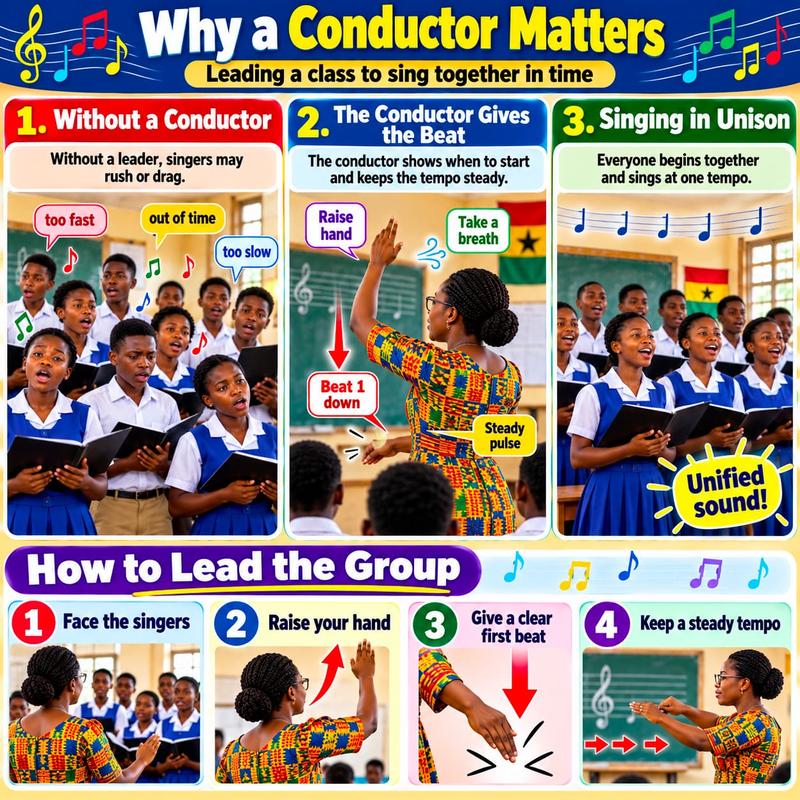 Why a Conductor Matters
Leading a class to sing together in time
1. Without a Conductor
Without a leader, singers may
rush or drag.
too fast
out of time
too slow
2. The Conductor Gives
the Beat
The conductor shows when to start
and keeps the tempo steady.
Raise
hand
Take a
breath
Beat 1
down
Steady
pulse
3. Singing in Unison
Everyone begins together
and sings at one tempo.
Unified
sound!
How to Lead the Group
1 Face the singers
2 Raise your hand
3 Give a clear
first beat
4 Keep a steady tempo